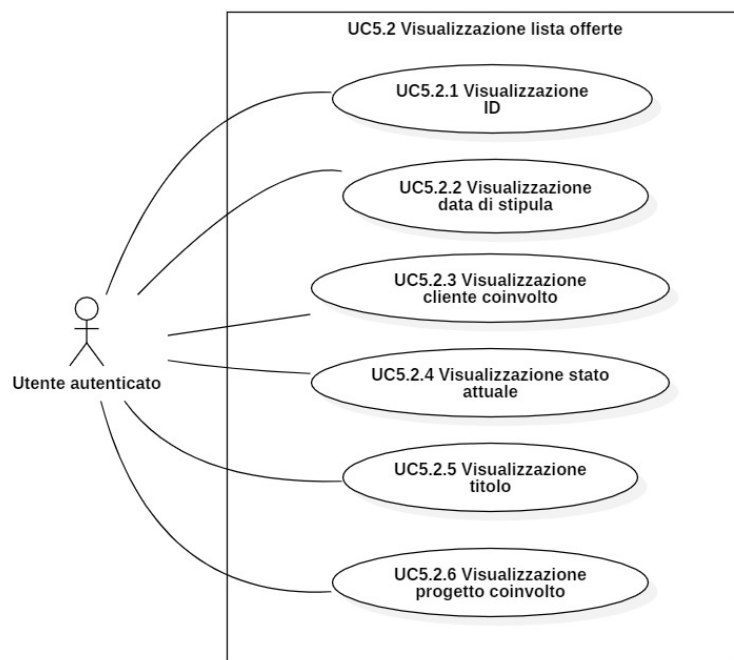 UC5.2 Visualizzazione lista offerte
UC5.2.1 Visualizzazione
ID
UC5.2.2 Visualizzazione
data di stipula
UC5.2.3 Visualizzazione
cliente coinvolto
UC5.2.4 Visualizzazione stato
attuale
Utente autenticato
UC5.2.5 Visualizzazione
titolo
UC5.2.6 Visualizzazione
progetto coinvolto